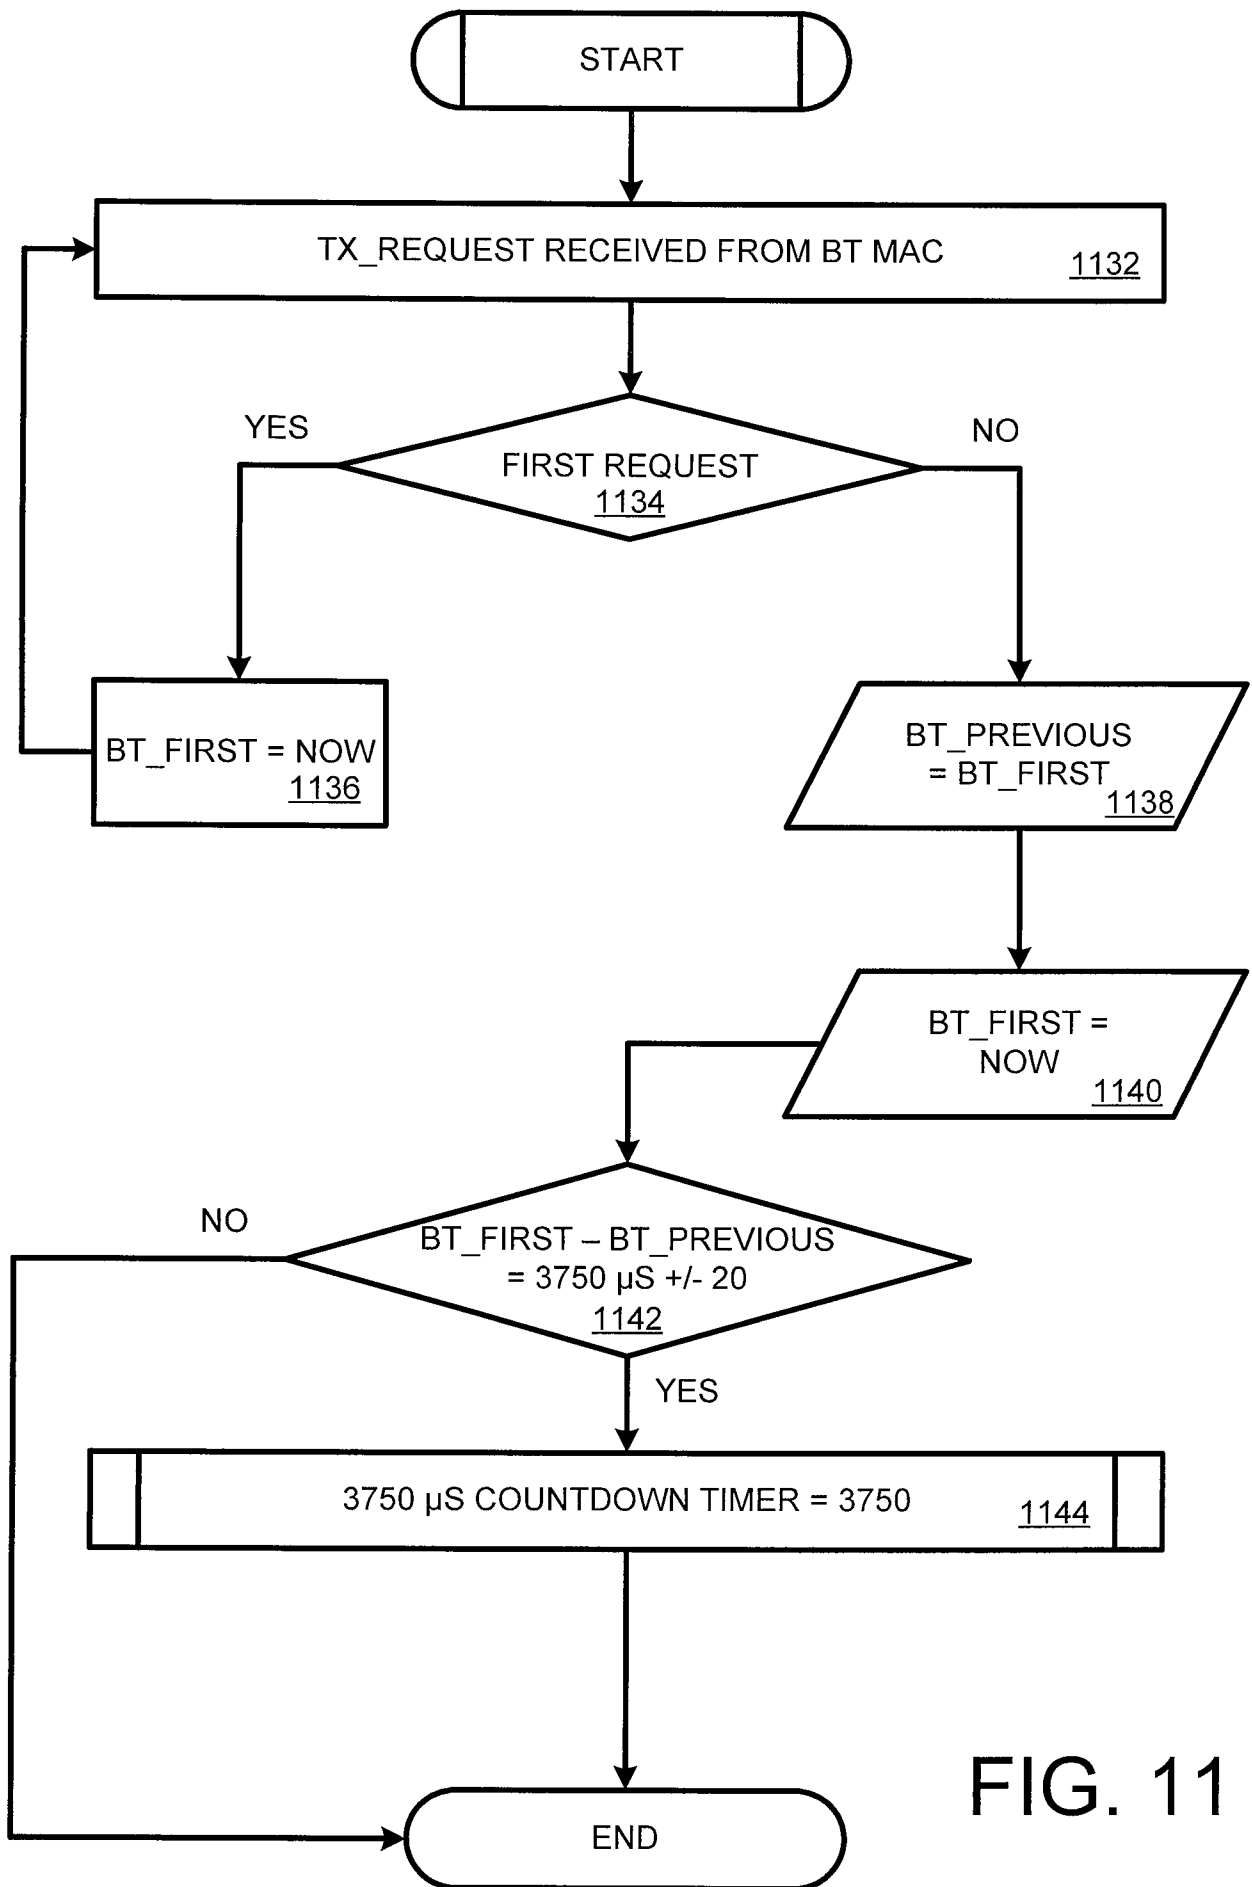 START
TX_REQUEST RECEIVED FROM BT MAC
1132
YES
NO
FIRST REQUEST
1134
BT_FIRST = NOW
1136
BT_PREVIOUS
= BT_FIRST
1138
BT_FIRST =
NOW
1140
NO
BT_FIRST – BT_PREVIOUS
= 3750 µS +/- 20
1142
YES
3750 µS COUNTDOWN TIMER = 3750
1144
END
FIG. 11